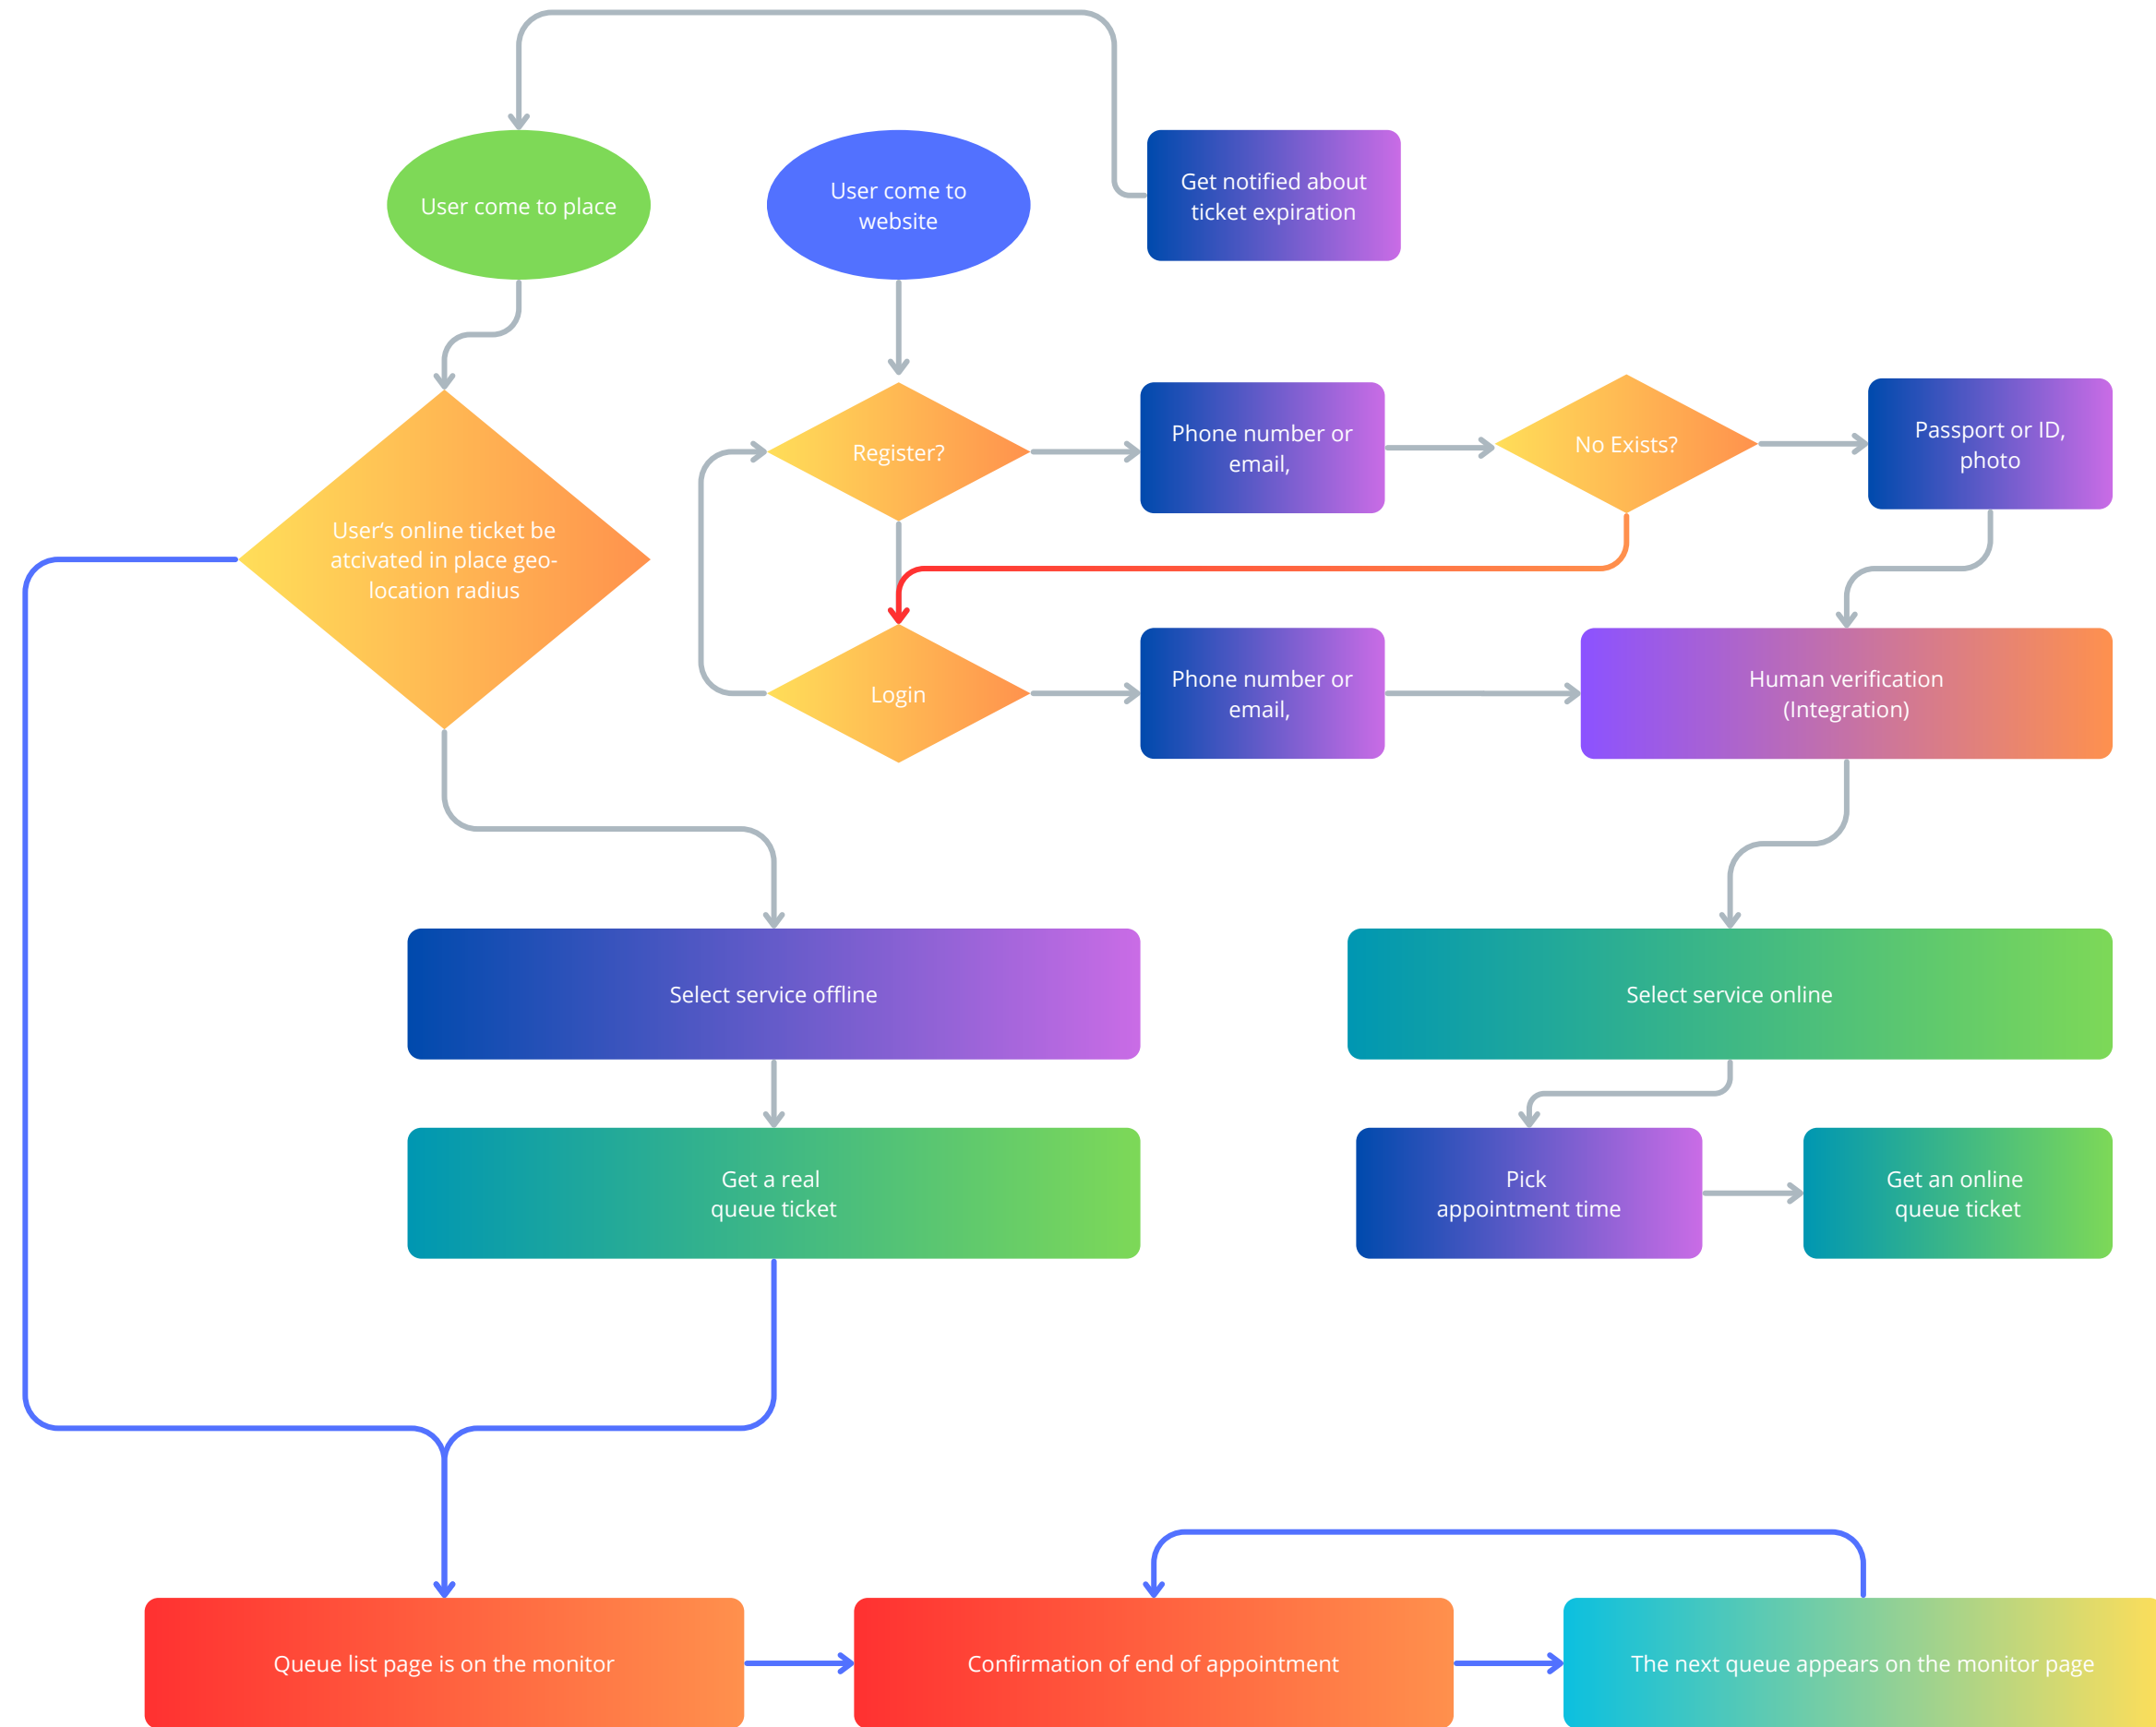 User come to place
User come to
website
Get notified about
ticket expiration
Register?
Phone number or
email,
No Exists?
Passport or ID,
photo
User‘s online ticket be
atcivated in place geo-
location radius
Login
Phone number or
email,
Human verification
(Integration)
Select service offline
Select service online
Get a real
queue ticket
Pick
appointment time
Get an online
queue ticket
Queue list page is on the monitor
Confirmation of end of appointment
The next queue appears on the monitor page